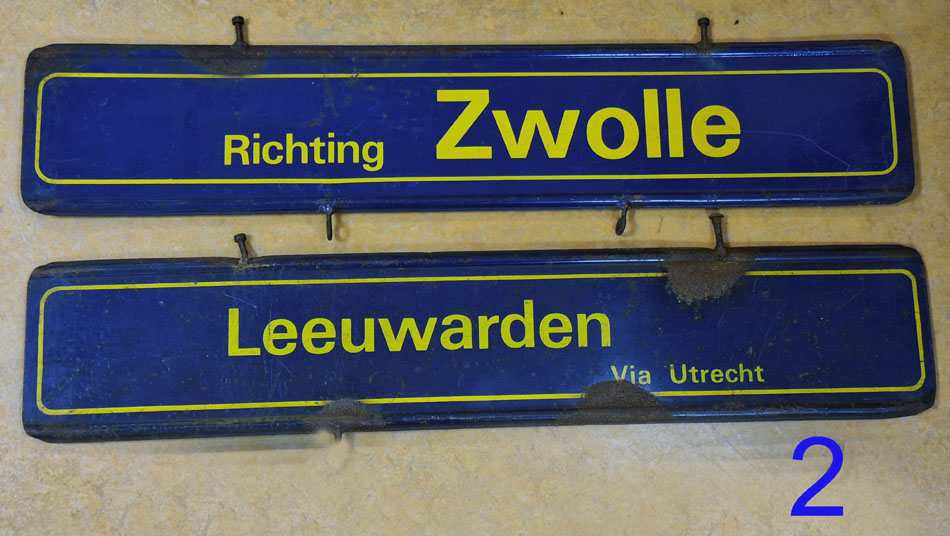 Richting Zwolle
Leeuwarden
Via Utrecht
2